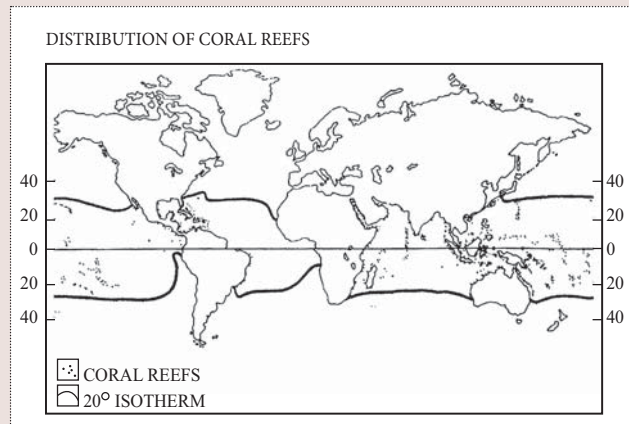 DISTRIBUTION OF CORAL REEFS
40 40
20 20
0 0
20 20
40 40
CORAL REEFS
20° ISOTHERM